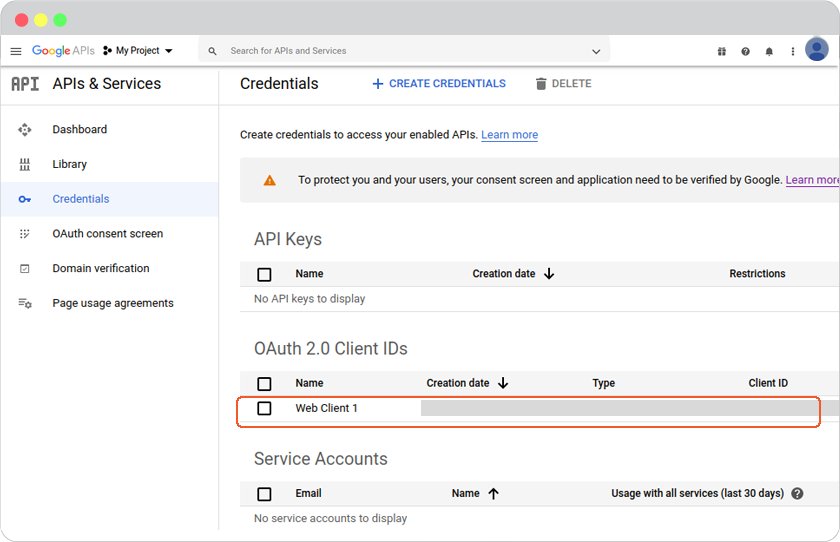 Google APIs My Project Search for APIs and Services
API APIs & Services Credentials CREATE CREDENTIALS DELETE
Dashboard
Library
Credentials
OAuth consent screen
Domain verification
Page usage agreements
Create credentials to access your enabled APIs. Learn more
To protect you and your users, your consent screen and application need to be verified by Google. Learn more
API Keys
Name Creation date Restrictions
No API keys to display
OAuth 2.0 Client IDs
Name Creation date Type Client ID
Web Client 1
Service Accounts
Email Name Usage with all services (last 30 days)
No service accounts to display